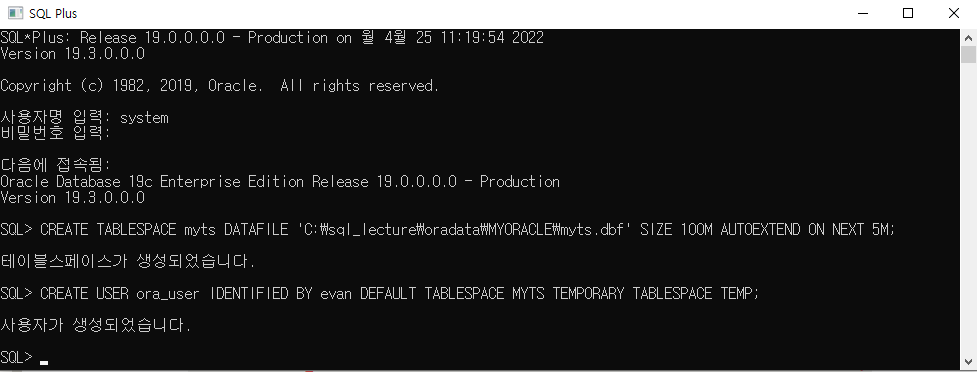 SQL Plus
SQL*Plus: Release 19.0.0.0.0 - Production on 월 4월 25 11:19:54 2022
Version 19.3.0.0.0
Copyright (c) 1982, 2019, Oracle.  All rights reserved.
사용자명 입력: system
비밀번호 입력:
다음에 접속됨:
Oracle Database 19c Enterprise Edition Release 19.0.0.0.0 - Production
Version 19.3.0.0.0
SQL> CREATE TABLESPACE myts DATAFILE 'C:₩sql_lecture₩oradata₩MYORACLE₩myts.dbf' SIZE 100M AUTOEXTEND ON NEXT 5M;
테이블스페이스가 생성되었습니다.
SQL> CREATE USER ora_user IDENTIFIED BY evan DEFAULT TABLESPACE MYTS TEMPORARY TABLESPACE TEMP;
사용자가 생성되었습니다.
SQL>